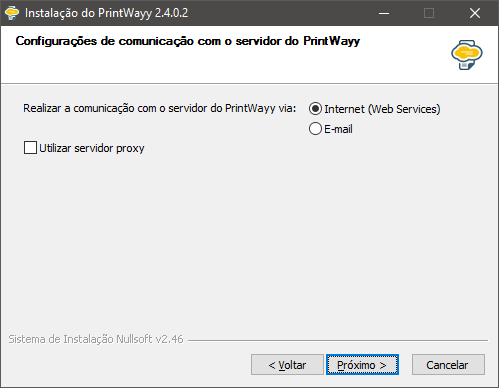 Instalação do PrintWayy 2.4.0.2
Configurações de comunicação com o servidor do PrintWayy
Realizar a comunicação com o servidor do PrintWayy via:
Internet (Web Services)
E-mail
Utilizar servidor proxy
Sistema de Instalação Nullsoft v2.46
< Voltar
Próximo >
Cancelar